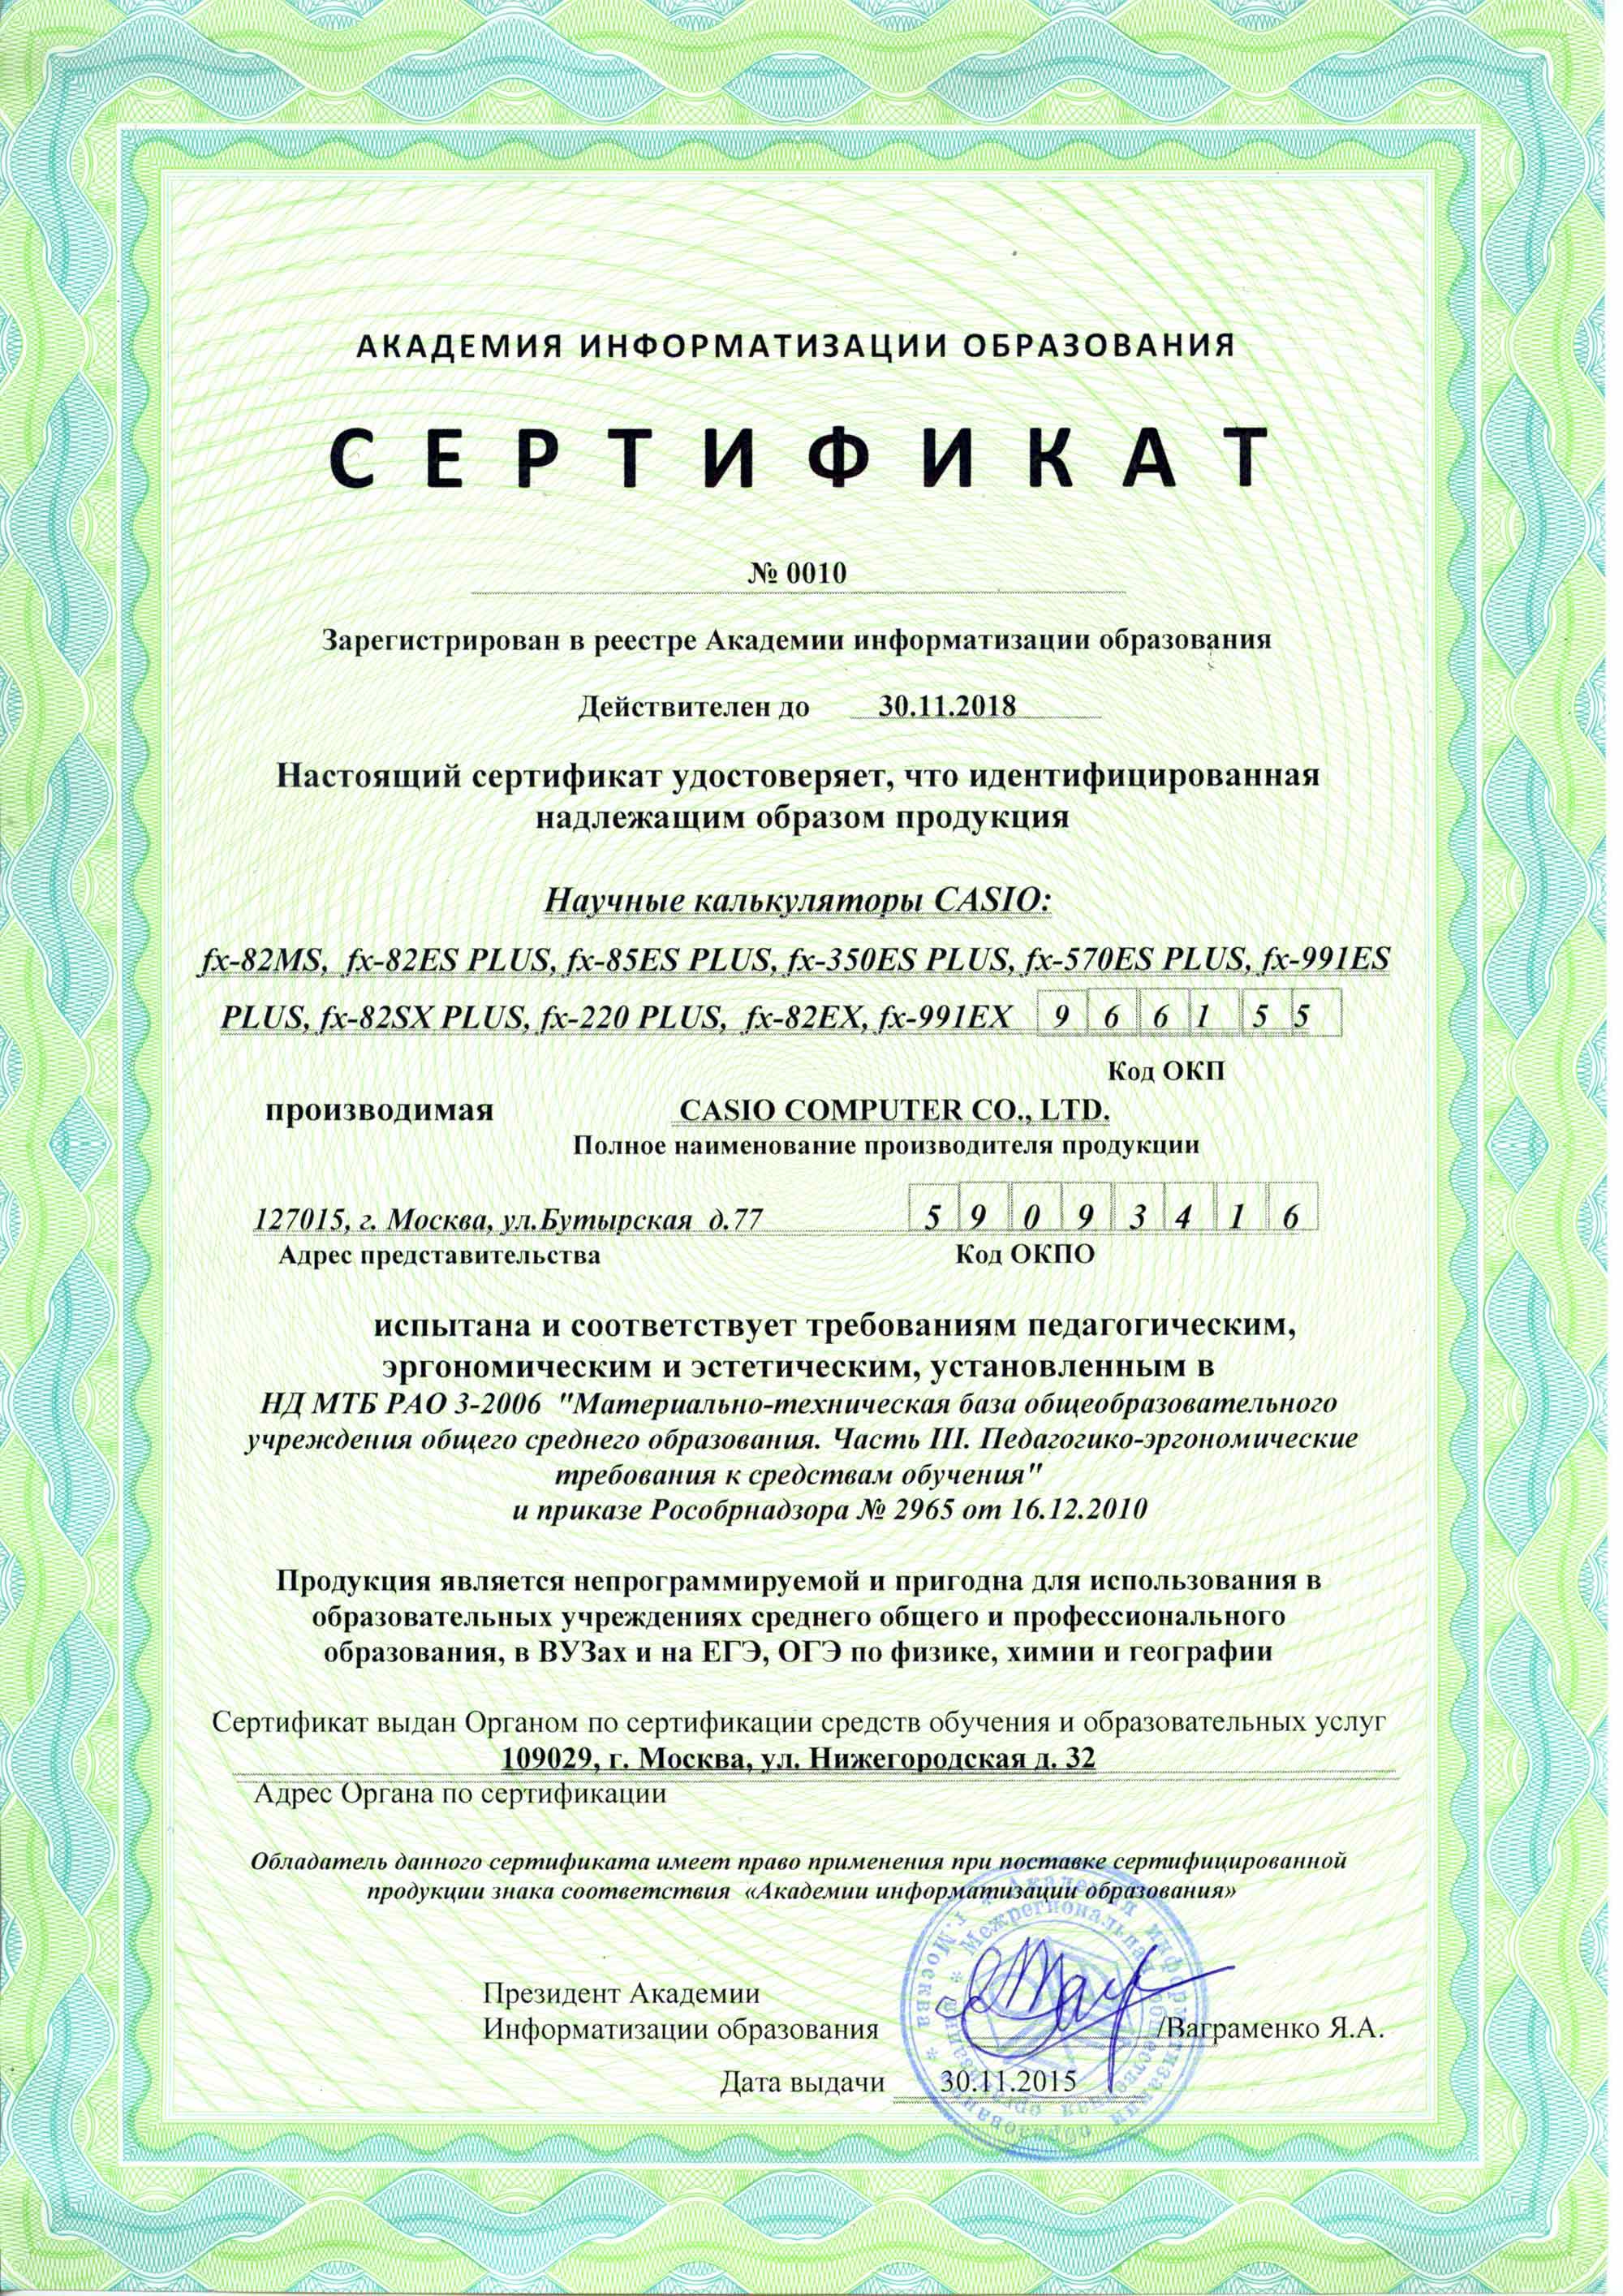 АКАДЕМИЯ ИНФОРМАТИЗАЦИИ ОБРАЗОВАНИЯ
СЕРТИФИКАТ
№ 0010
Зарегистрирован в реестре Академии информатизации образования
Действителен до 30.11.2018
Настоящий сертификат удостоверяет, что идентифицированная
надлежащим образом продукция
Научные калькуляторы CASIO:
fx-82MS, fx-82ES PLUS, fx-85ES PLUS, fx-350ES PLUS, fx-570ES PLUS, fx-991ES
PLUS, fx-82SX PLUS, fx-220 PLUS, fx-82EX, fx-991EX 9 6 6 1 5 5
Код ОКП
производимая CASIO COMPUTER CO., LTD.
Полное наименование производителя продукции
127015, г. Москва, ул.Бутырская д.77 5 9 0 9 3 4 1 6
Адрес представительства Код ОКПО
испытана и соответствует требованиям педагогическим,
эргономическим и эстетическим, установленным в
НД МТБ РАО 3-2006 "Материально-техническая база общеобразовательного
учреждения общего среднего образования. Часть III. Педагогико-эргономические
требования к средствам обучения"
и приказе Рособрнадзора № 2965 от 16.12.2010
Продукция является непрограммируемой и пригодна для использования в
образовательных учреждениях среднего общего и профессионального
образования, в ВУЗах и на ЕГЭ, ОГЭ по физике, химии и географии
Сертификат выдан Органом по сертификации средств обучения и образовательных услуг
109029, г. Москва, ул. Нижегородская д. 32
Адрес Органа по сертификации
Обладатель данного сертификата имеет право применения при поставке сертифицированной
продукции знака соответствия «Академии информатизации образования»
Президент Академии
Информатизации образования /Ваграменко Я.А.
Дата выдачи 30.11.2015